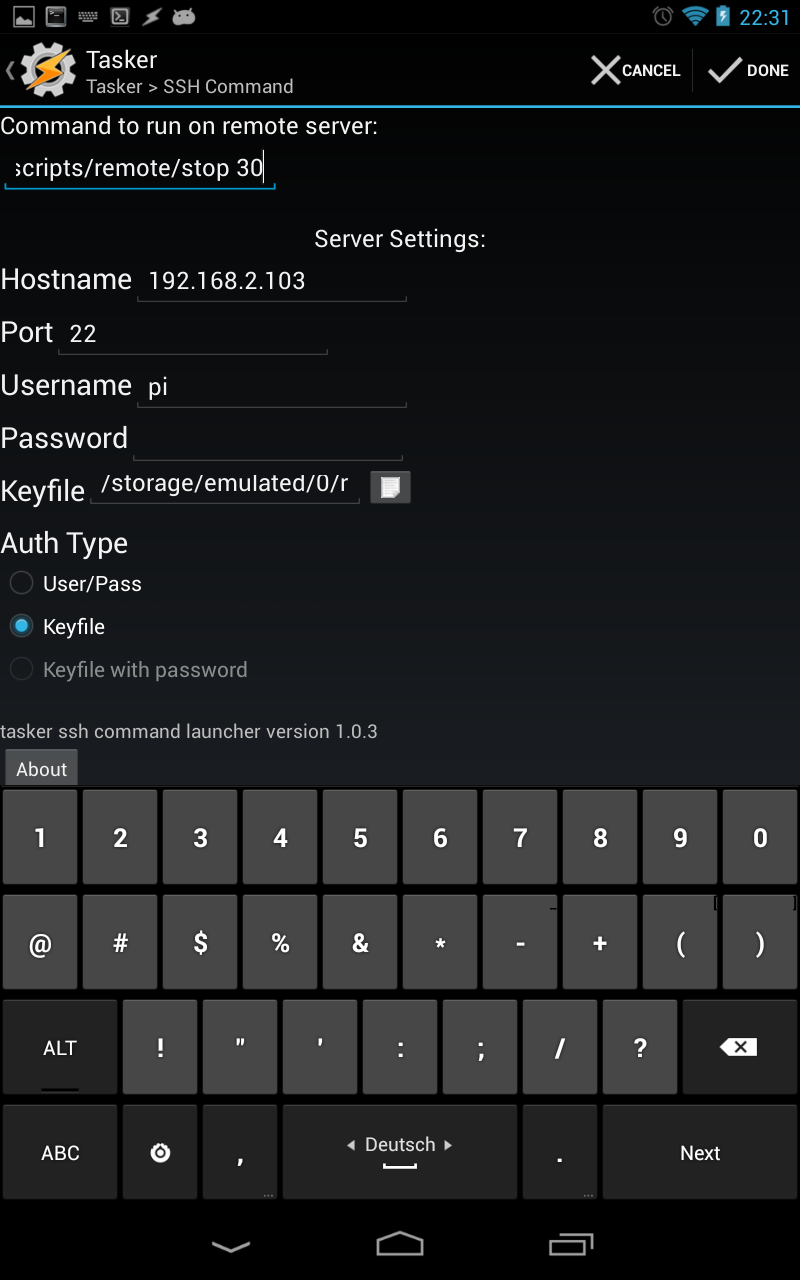 22:31
Tasker
Tasker > SSH Command
CANCEL
DONE
Command to run on remote server:
scripts/remote/stop 30
Server Settings:
Hostname 192.168.2.103
Port 22
Username pi
Password
Keyfile /storage/emulated/0/r
Auth Type
User/Pass
Keyfile
Keyfile with password
tasker ssh command launcher version 1.0.3
About
1 2 3 4 5 6 7 8 9 0
@ # $ % & * - _ + ( [ ) ]
ALT ! " ' : ; / ?
ABC , ... Deutsch . ... Next